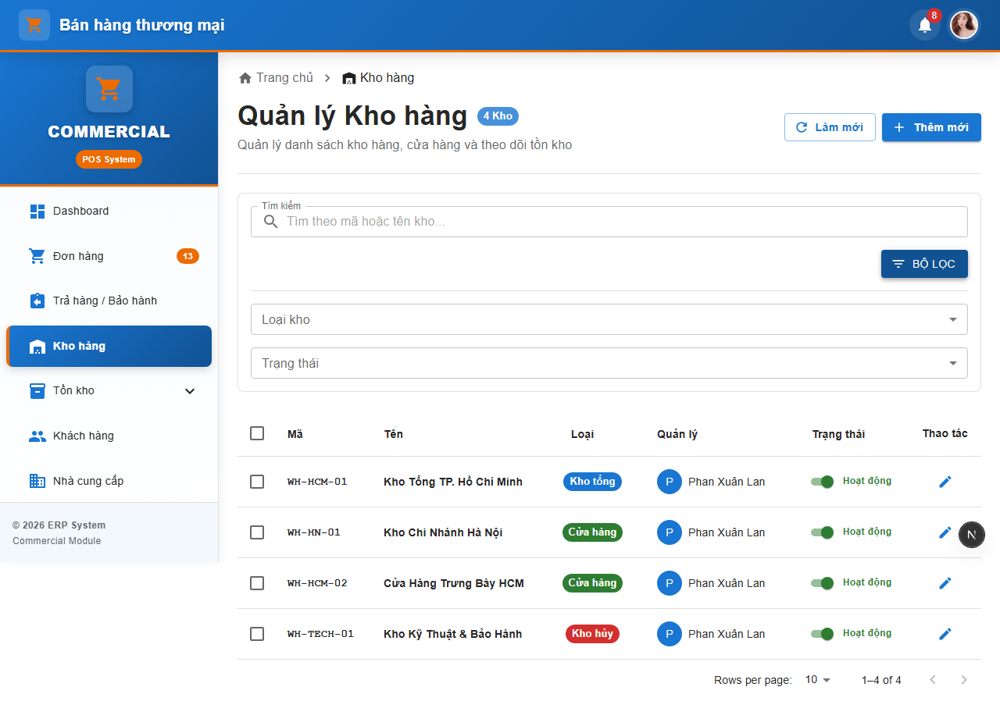 Bán hàng thương mại
8
COMMERCIAL
POS System
Dashboard
Đơn hàng 13
Trả hàng / Bảo hành
Kho hàng
Tồn kho
Khách hàng
Nhà cung cấp
© 2026 ERP System
Commercial Module
Trang chủ > Kho hàng
Quản lý Kho hàng 4 Kho
Quản lý danh sách kho hàng, cửa hàng và theo dõi tồn kho
Làm mới
Thêm mới
Tìm kiếm
Tìm theo mã hoặc tên kho...
BỘ LỌC
Loại kho
Trạng thái
Mã Tên Loại Quản lý Trạng thái Thao tác
WH-HCM-01 Kho Tổng TP. Hồ Chí Minh Kho tổng P Phan Xuân Lan Hoạt động
WH-HN-01 Kho Chi Nhánh Hà Nội Cửa hàng P Phan Xuân Lan Hoạt động
N
WH-HCM-02 Cửa Hàng Trưng Bày HCM Cửa hàng P Phan Xuân Lan Hoạt động
WH-TECH-01 Kho Kỹ Thuật & Bảo Hành Kho hủy P Phan Xuân Lan Hoạt động
Rows per page: 10 1–4 of 4